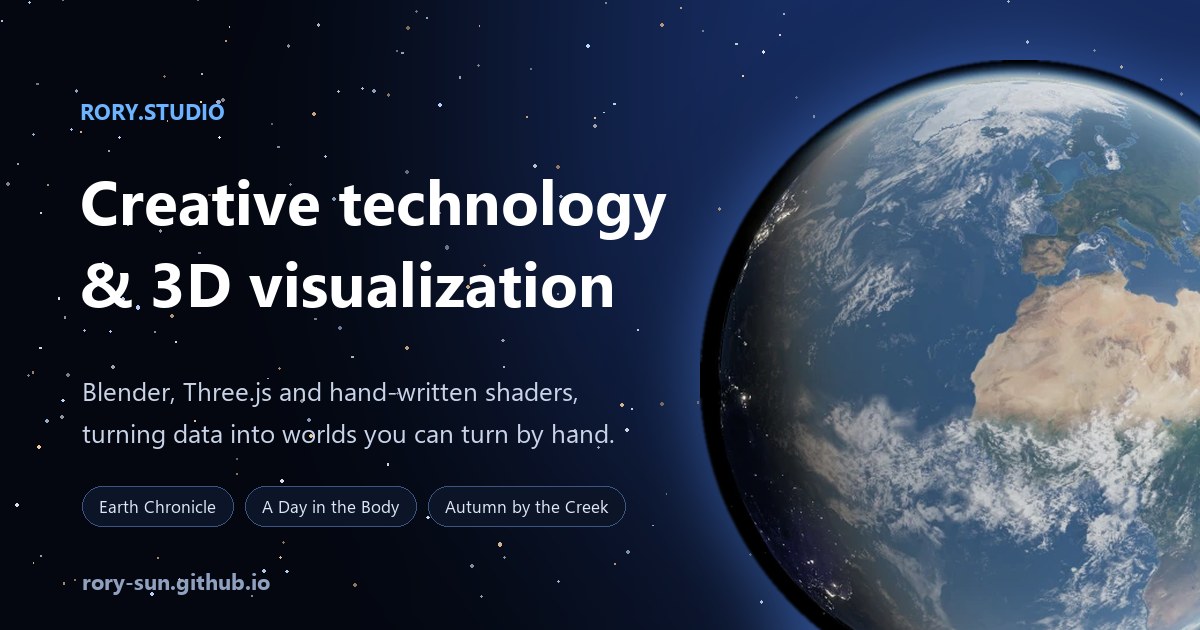 RORY.STUDIO
Creative technology
& 3D visualization
Blender, Three.js and hand-written shaders,
turning data into worlds you can turn by hand.
Earth Chronicle
A Day in the Body
Autumn by the Creek
rory-sun.github.io